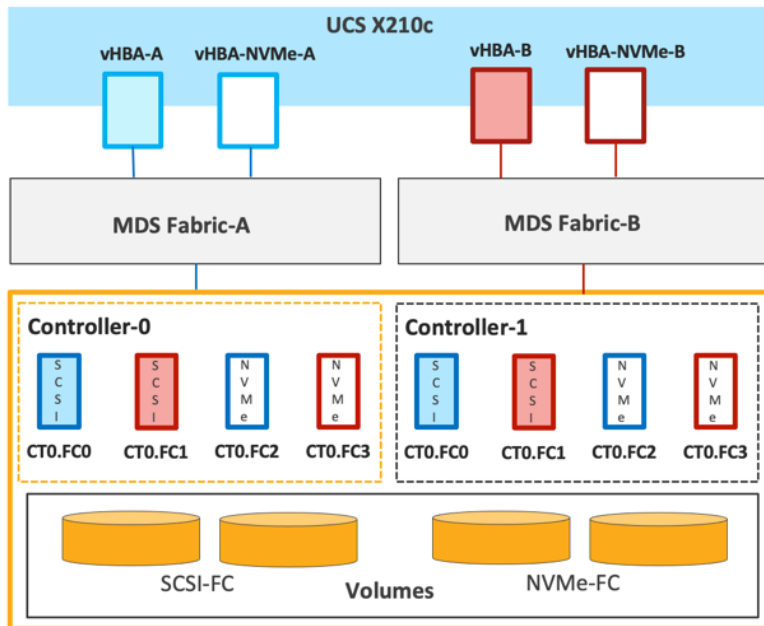 UCS X210c
vHBA-A vHBA-NVMe-A vHBA-B vHBA-NVMe-B
MDS Fabric-A MDS Fabric-B
Controller-0 Controller-1
SCSI SCSI NVMe NVMe SCSI SCSI NVMe NVMe
CT0.FC0 CT0.FC1 CT0.FC2 CT0.FC3 CT0.FC0 CT0.FC1 CT0.FC2 CT0.FC3
SCSI-FC NVMe-FC
Volumes